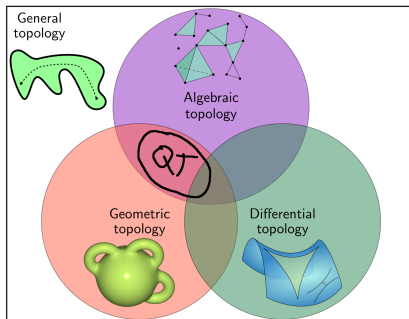 General
topology
Algebraic
topology
QT
Geometric
topology
Differential
topology